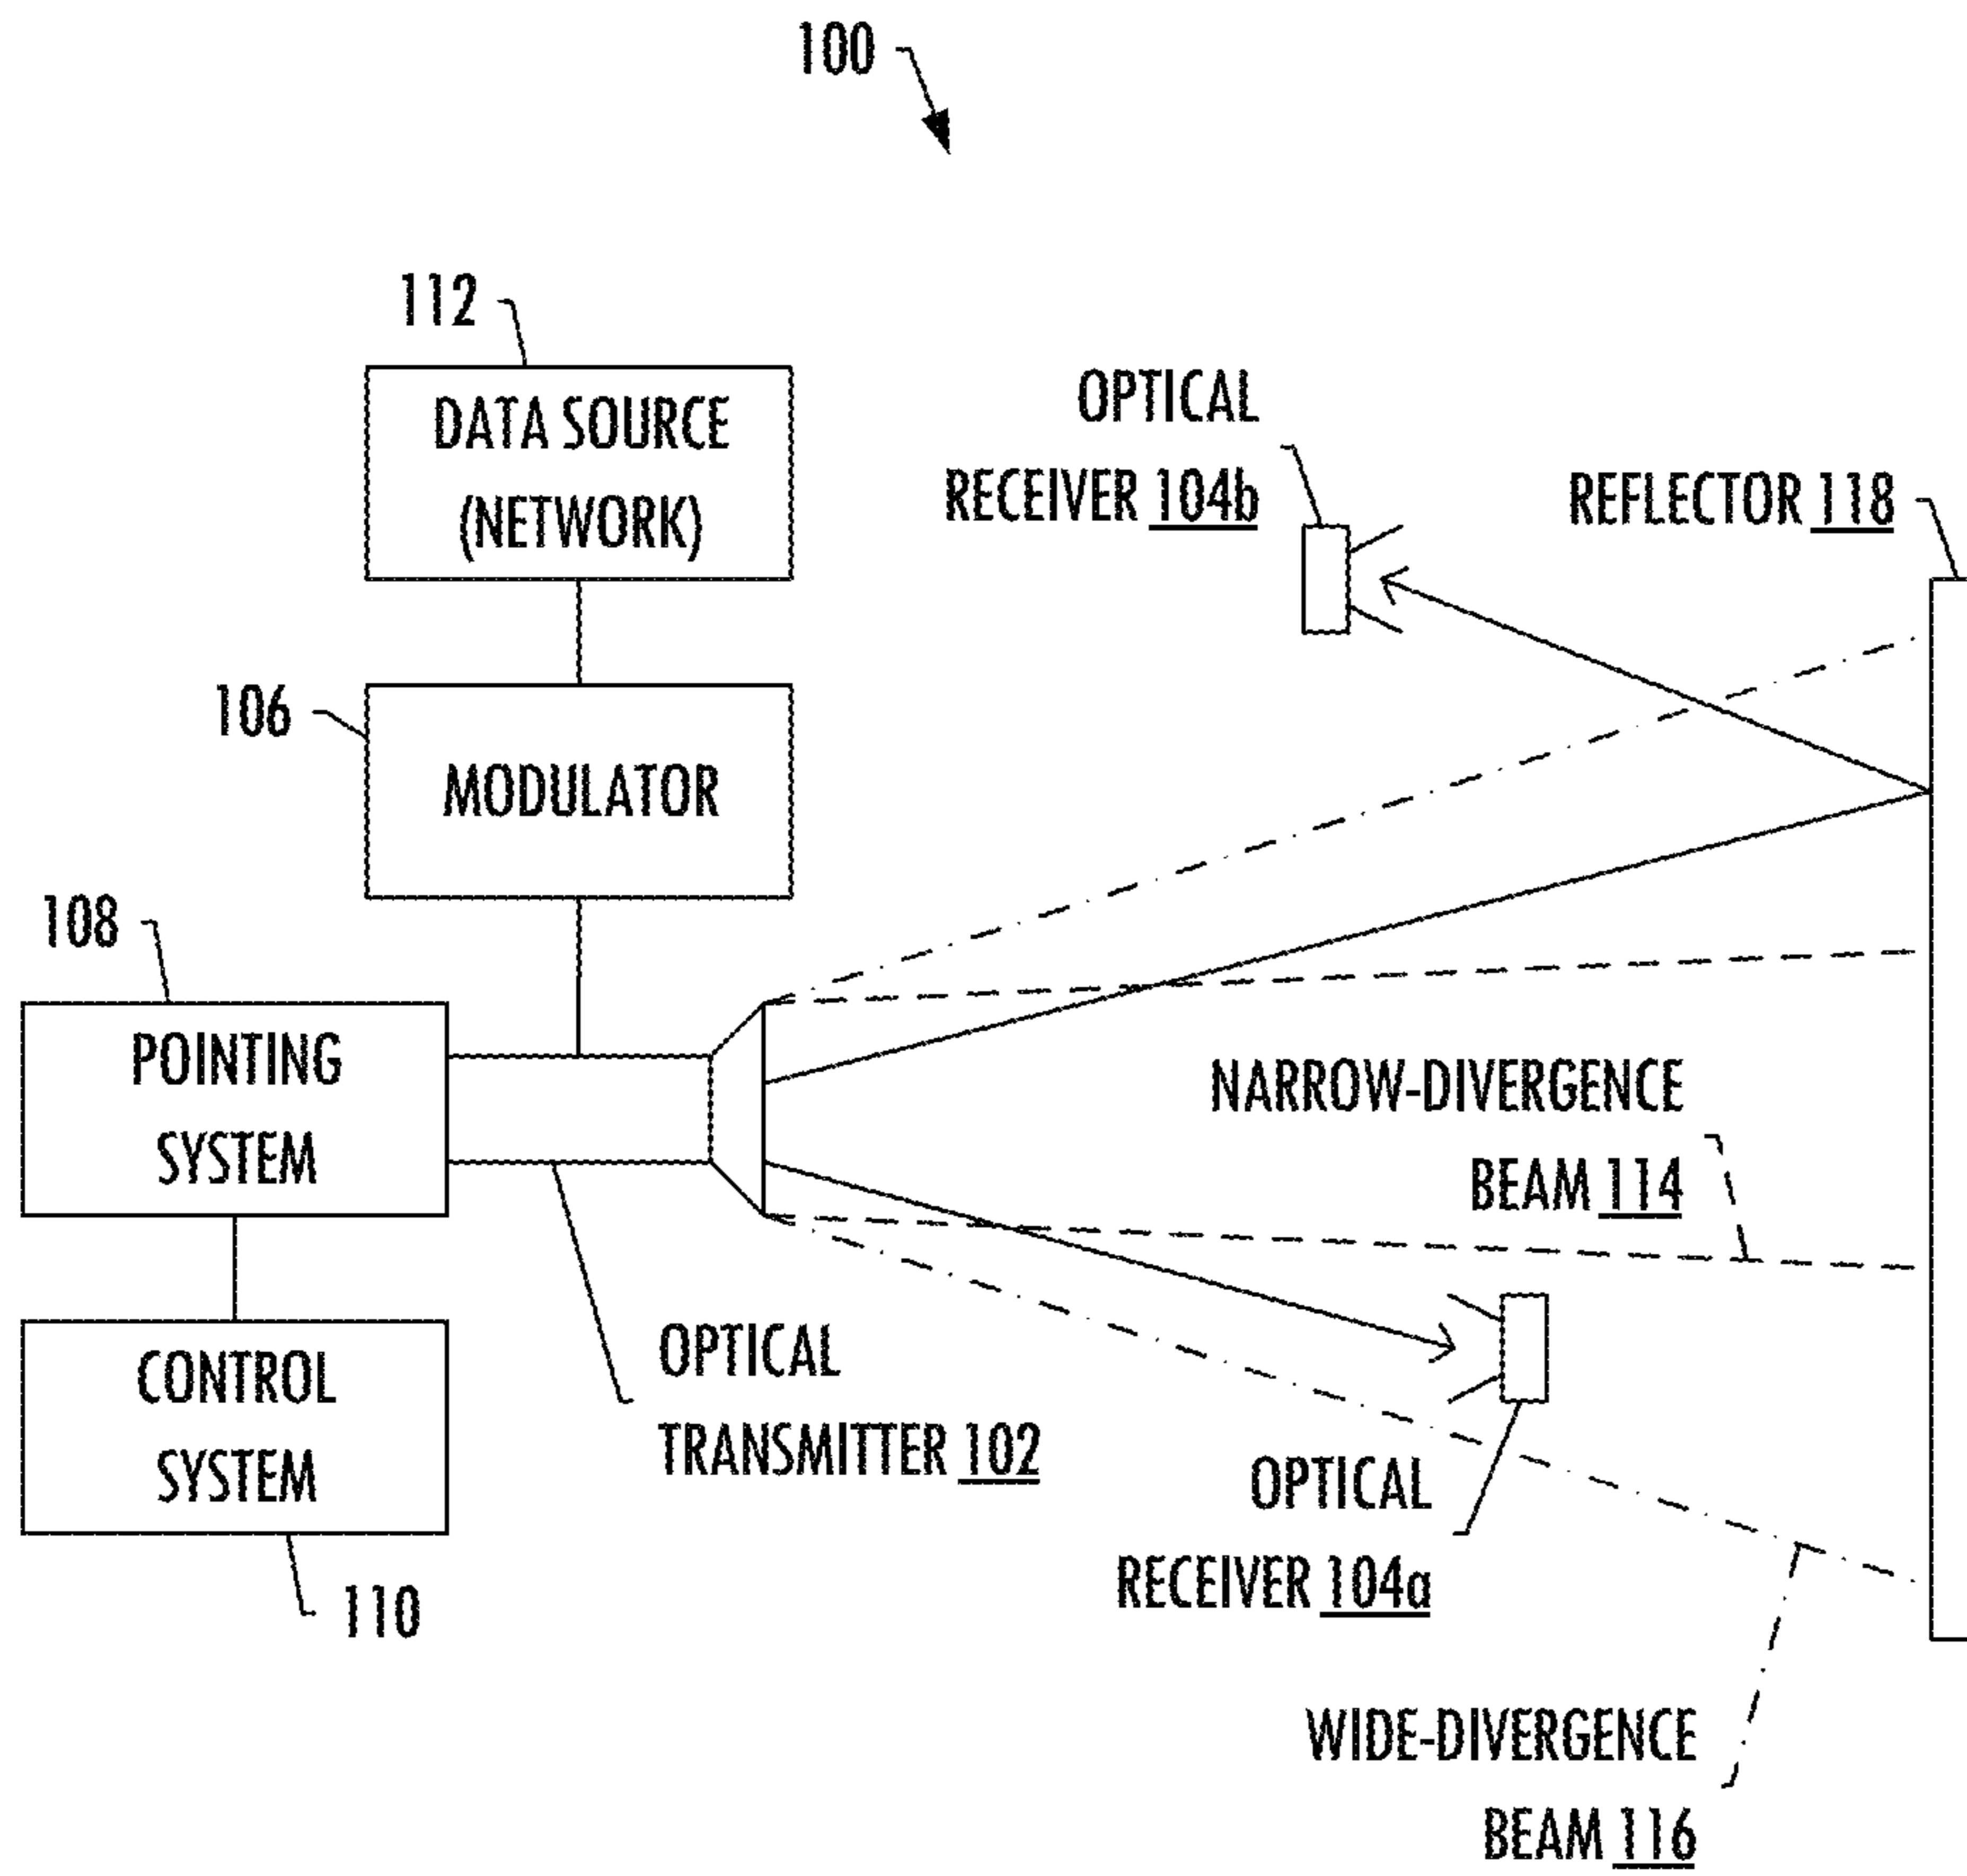 100
112
DATA SOURCE
(NETWORK)
OPTICAL
RECEIVER 104b
REFLECTOR 118
106
MODULATOR
108
POINTING
SYSTEM
NARROW-DIVERGENCE
BEAM 114
CONTROL
SYSTEM
110
OPTICAL
TRANSMITTER 102
OPTICAL
RECEIVER 104a
WIDE-DIVERGENCE
BEAM 116